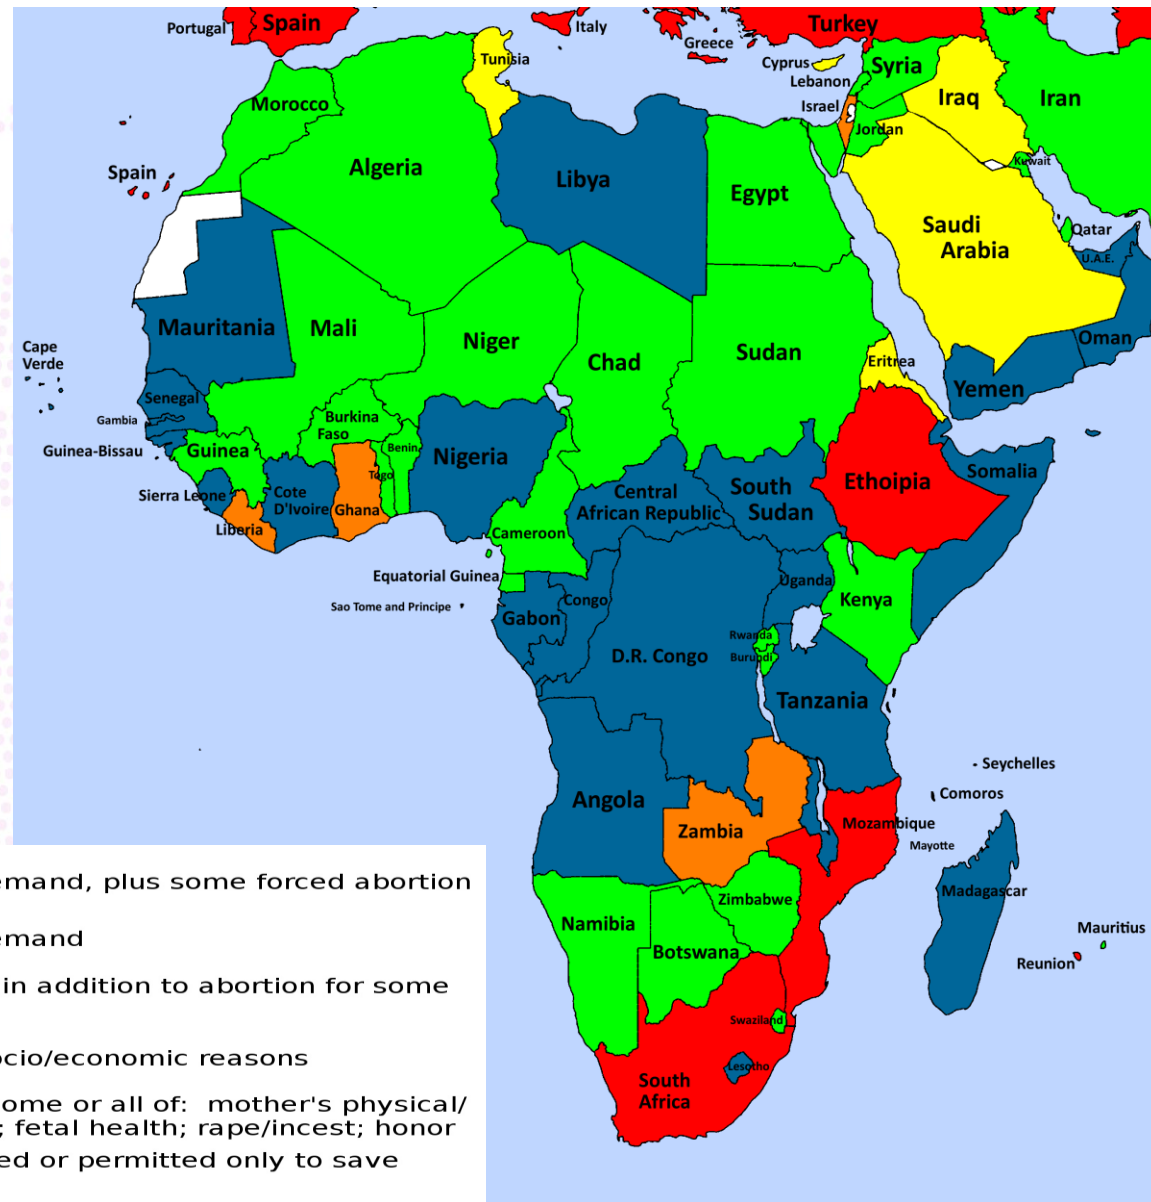 Portugal
Spain
Italy
Greece
Turkey
Cyprus
Syria
Lebanon
Israel
Jordan
Iraq
Iran
Kuwait
Tunisia
Morocco
Algeria
Libya
Egypt
Spain
Saudi
Arabia
Qatar
U.A.E.
Oman
Yemen
Mauritania
Mali
Niger
Chad
Sudan
Eritrea
Cape
Verde
Senegal
Gambia
Guinea-Bissau
Guinea
Burkina
Faso
Benin
Togo
Nigeria
Sierra Leone
Liberia
Cote
D'Ivoire
Ghana
Cameroon
Central
African Republic
South
Sudan
Ethoipia
Somalia
Equatorial Guinea
Sao Tome and Principe
Gabon
Congo
Uganda
Kenya
Rwanda
Burundi
D.R. Congo
Tanzania
Seychelles
Comoros
Mayotte
Angola
Zambia
Mozambique
Madagascar
Mauritius
Reunion
Namibia
Zimbabwe
Botswana
Swaziland
Lesotho
South
Africa
emand, plus some forced abortion
emand
in addition to abortion for some
ocio/economic reasons
ome or all of: mother's physical/
; fetal health; rape/incest; honor
ed or permitted only to save